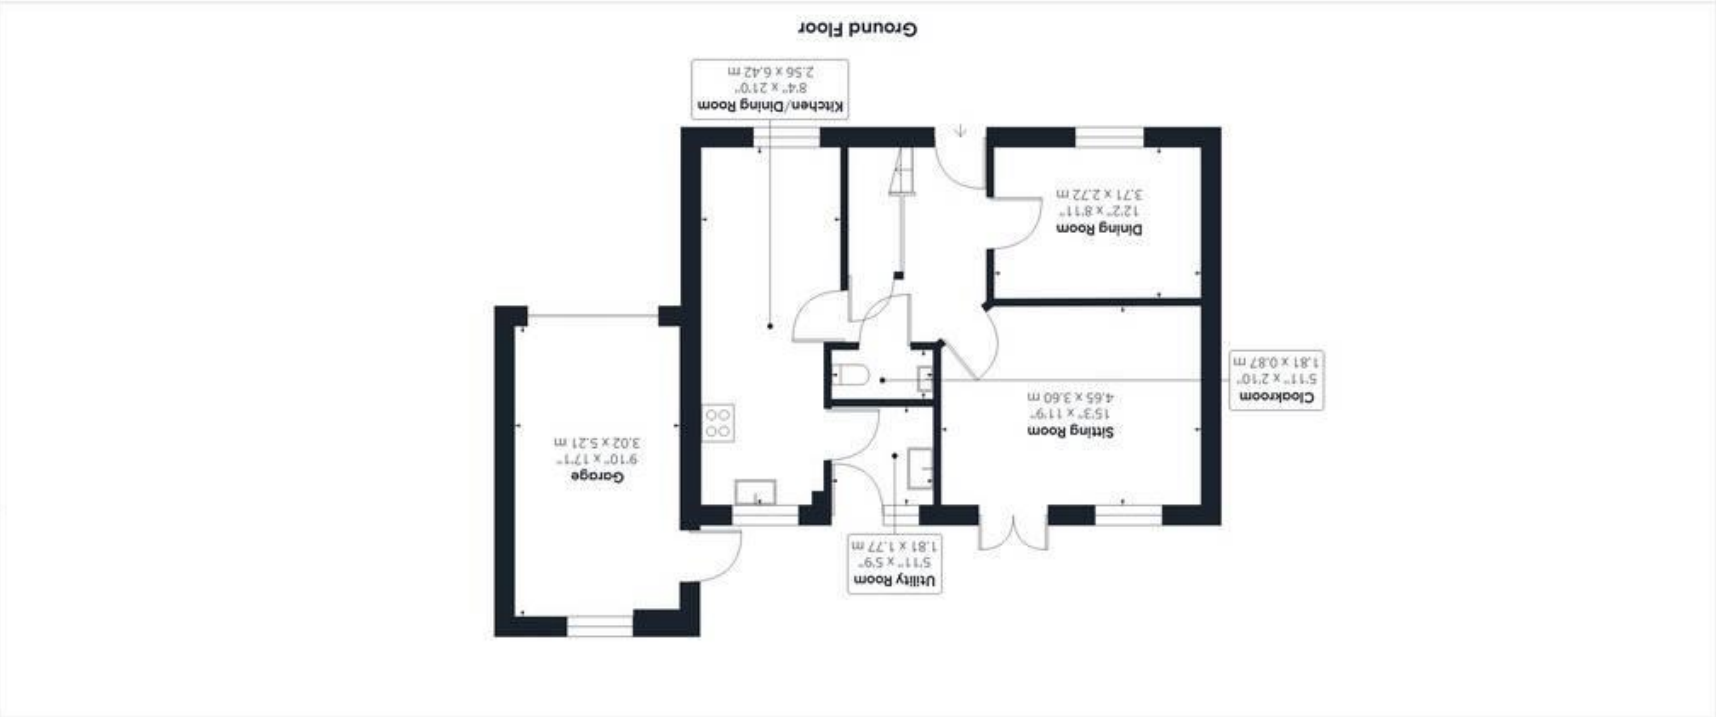 Utility Room
5'11" x 5'9"
1.81 x 1.77 m
Garage
9'10" x 17'1"
3.02 x 5.21 m
Sitting Room
15'3" x 11'9"
4.65 x 3.60 m
Cloakroom
5'11" x 2'10"
1.81 x 0.87 m
Dining Room
12'2" x 8'11"
3.71 x 2.72 m
Kitchen/Dining Room
8'4" x 21'0"
2.56 x 6.42 m
Ground Floor